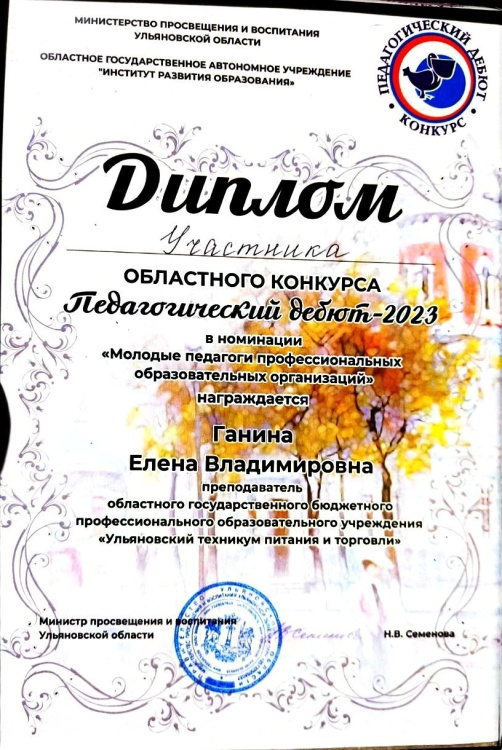 МИНИСТЕРСТВО ПРОСВЕЩЕНИЯ И ВОСПИТАНИЯ
УЛЬЯНОВСКОЙ ОБЛАСТИ
ОБЛАСТНОЕ ГОСУДАРСТВЕННОЕ АВТОНОМНОЕ УЧРЕЖДЕНИЕ
"ИНСТИТУТ РАЗВИТИЯ ОБРАЗОВАНИЯ»
ПЕДАГОГИЧЕСКИЙ ДЕБЮТ
• КОНКУРС •
Диплом
Участника
ОБЛАСТНОГО КОНКУРСА
Педагогический дебют-2023
в номинации
«Молодые педагоги профессиональных
образовательных организаций»
награждается
Ганина
Елена Владимировна
преподаватель
областного государственного бюджетного
профессионального образовательного учреждения
«Ульяновский техникум питания и торговли»
Министр просвещения и воспитания
Ульяновской области
Н.В. Семенова